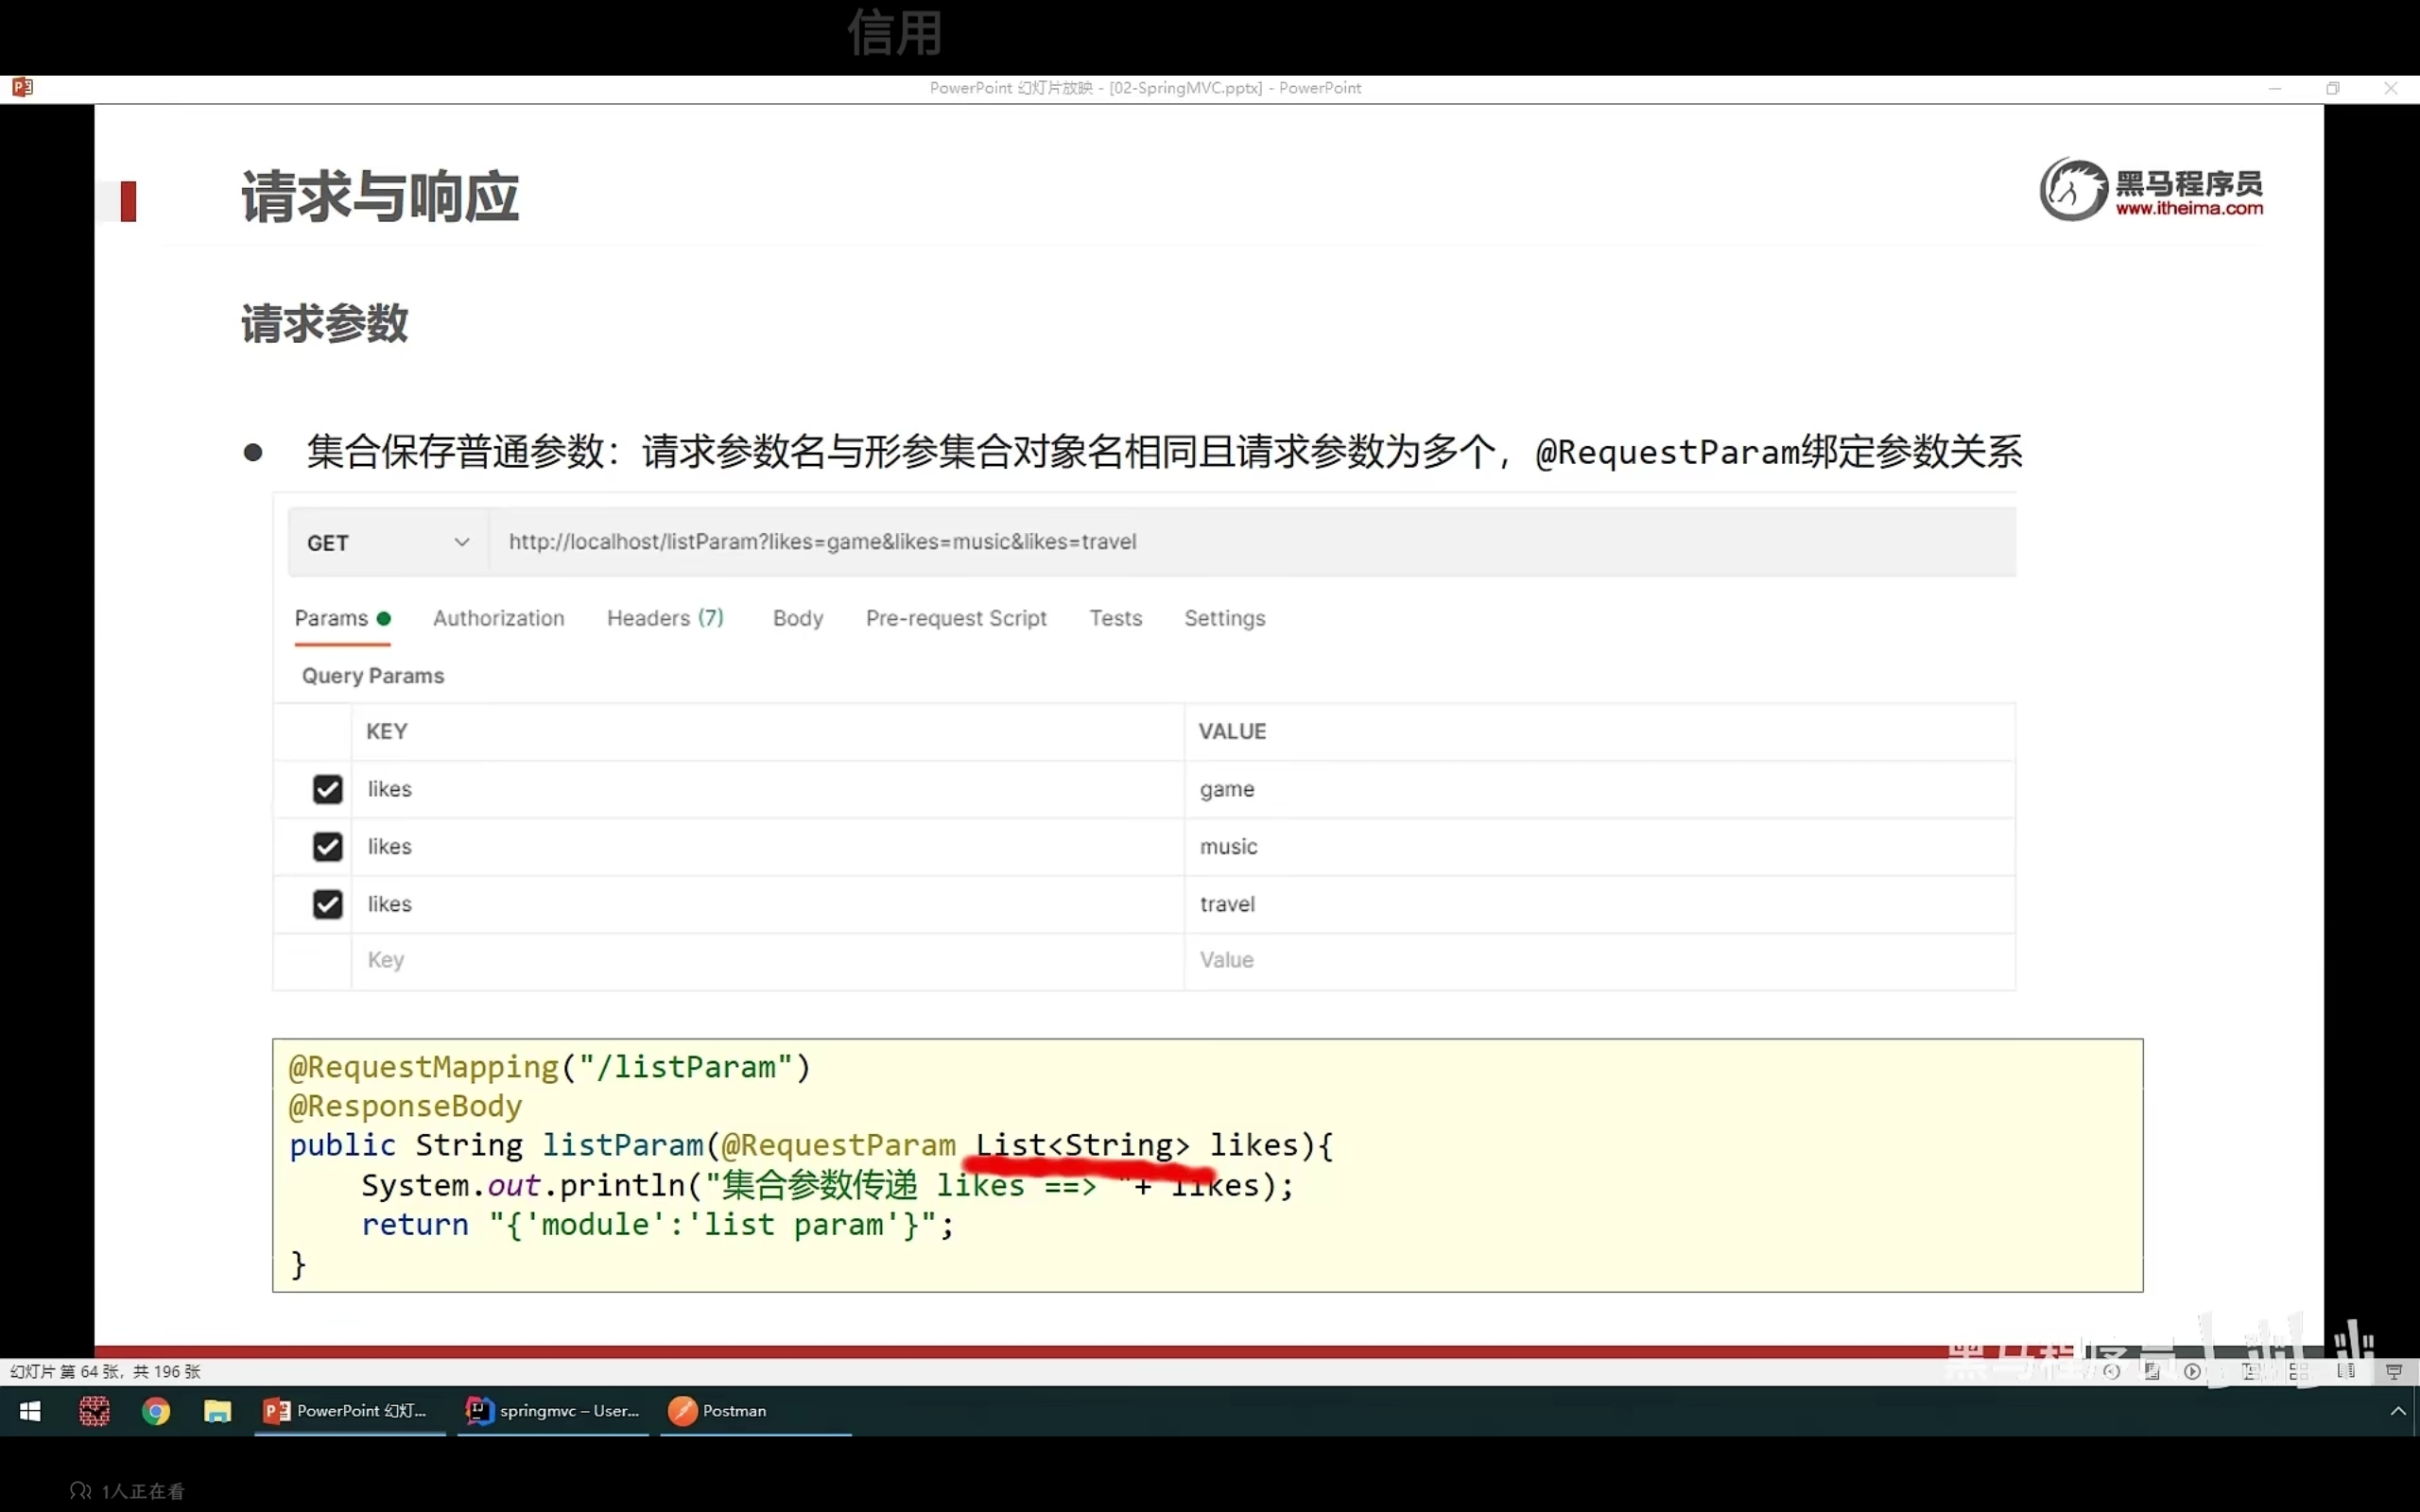 信用
PowerPoint 幻灯片放映 - [02-SpringMVC.pptx] - PowerPoint
请求与响应
黑马程序员
www.itheima.com
请求参数
● 集合保存普通参数：请求参数名与形参集合对象名相同且请求参数为多个，@RequestParam绑定参数关系
GET http://localhost/listParam?likes=game&likes=music&likes=travel
Params Authorization Headers (7) Body Pre-request Script Tests Settings
Query Params
KEY VALUE
likes game
likes music
likes travel
Key Value
@RequestMapping("/listParam")
@ResponseBody
public String listParam(@RequestParam List<String> likes){
System.out.println("集合参数传递 likes ==> "+ likes);
return "{'module':'list param'}";
}
黑马程序员
幻灯片 第 64 张，共 196 张
PowerPoint 幻灯... springmvc – User... Postman
1人正在看